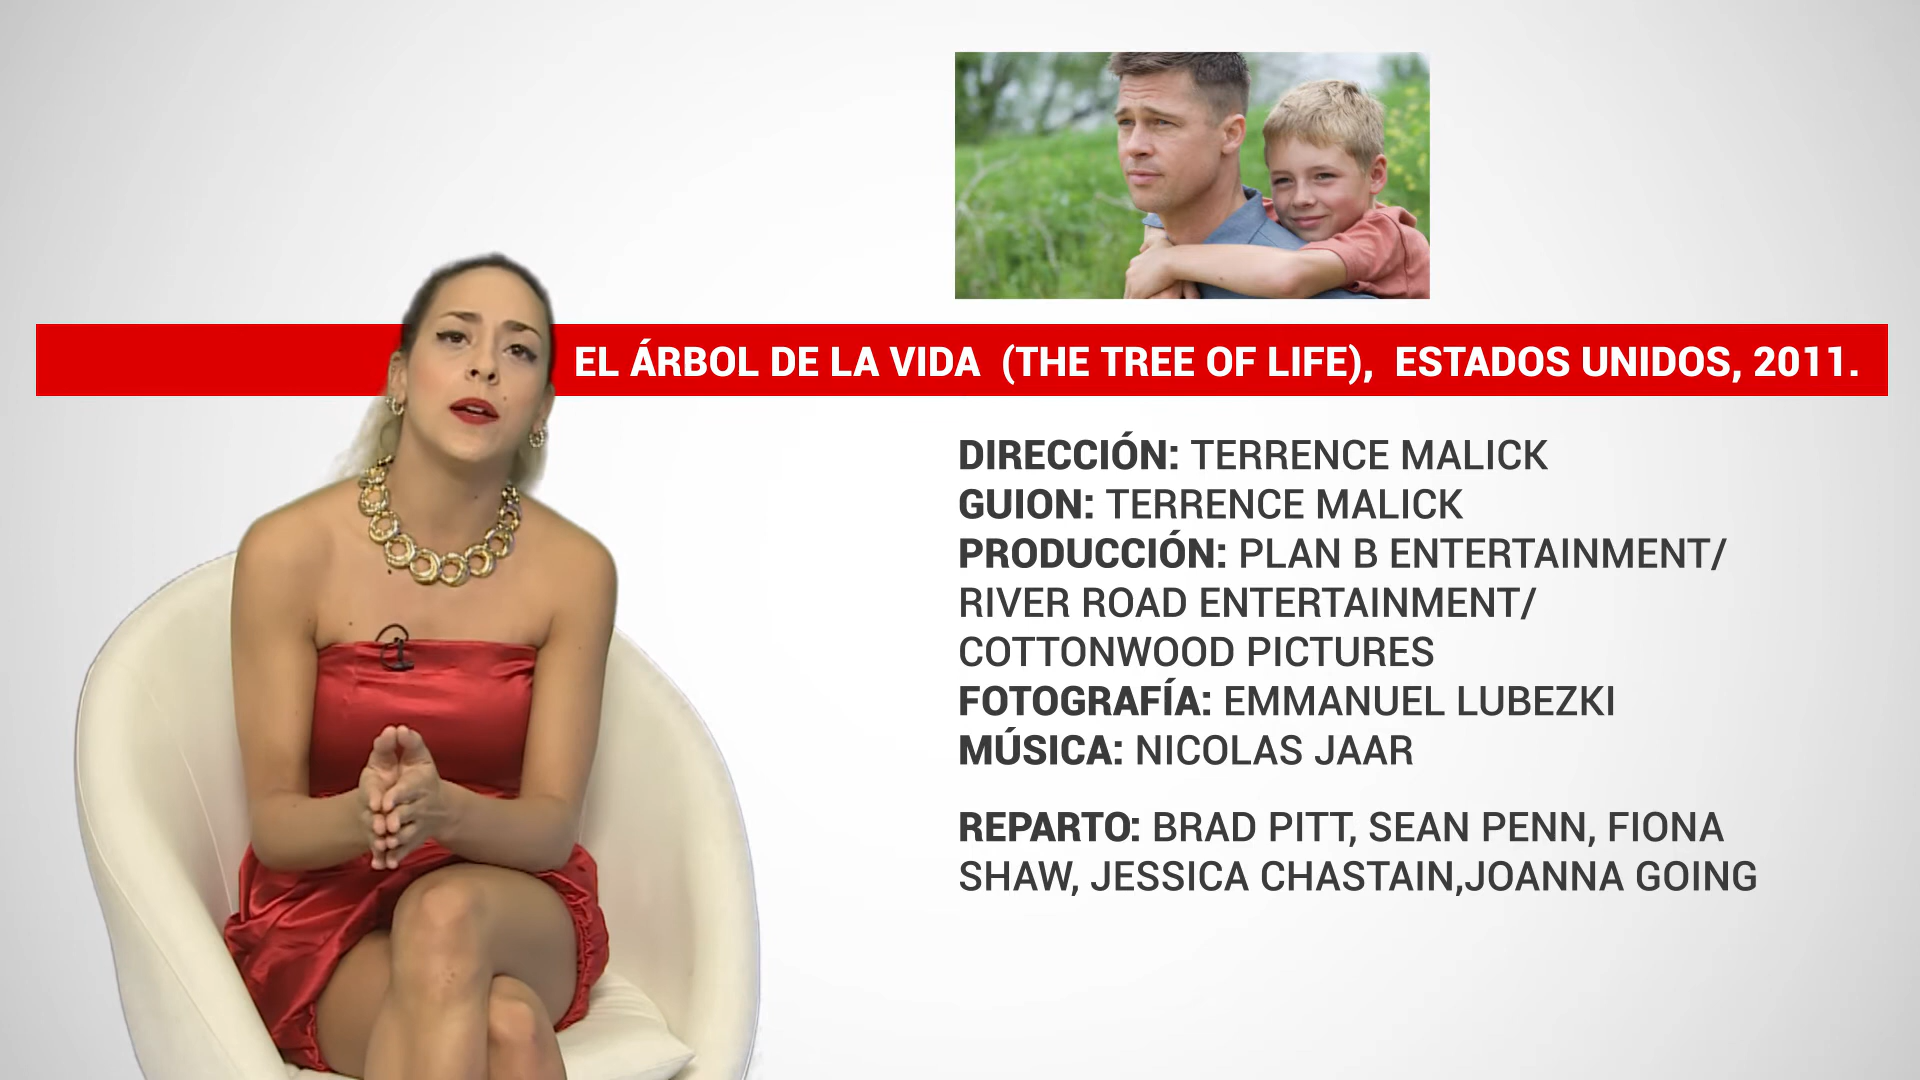 EL ÁRBOL DE LA VIDA (THE TREE OF LIFE), ESTADOS UNIDOS, 2011.
DIRECCIÓN: TERRENCE MALICK
GUION: TERRENCE MALICK
PRODUCCIÓN: PLAN B ENTERTAINMENT/
RIVER ROAD ENTERTAINMENT/
COTTONWOOD PICTURES
FOTOGRAFÍA: EMMANUEL LUBEZKI
MÚSICA: NICOLAS JAAR
REPARTO: BRAD PITT, SEAN PENN, FIONA
SHAW, JESSICA CHASTAIN,JOANNA GOING